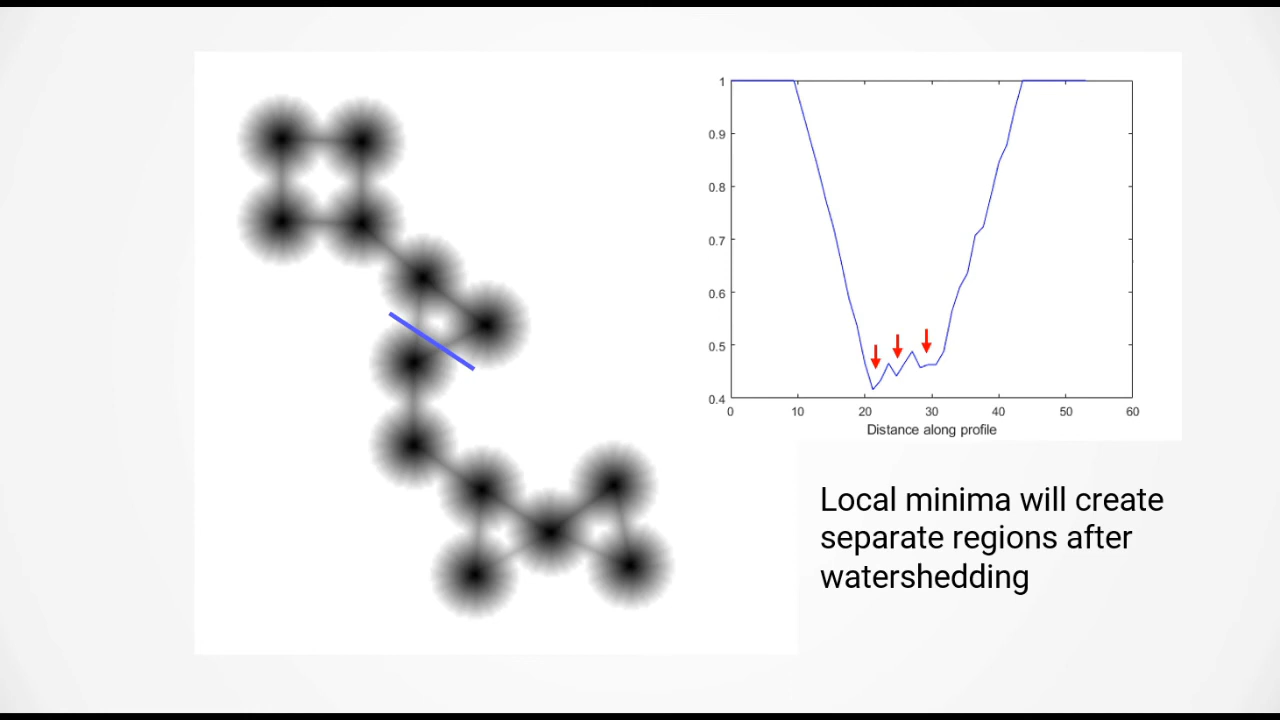 1
0.9
0.8
0.7
0.6
0.5
0.4
0 10 20 30 40 50 60
Distance along profile
Local minima will create
separate regions after
watershedding